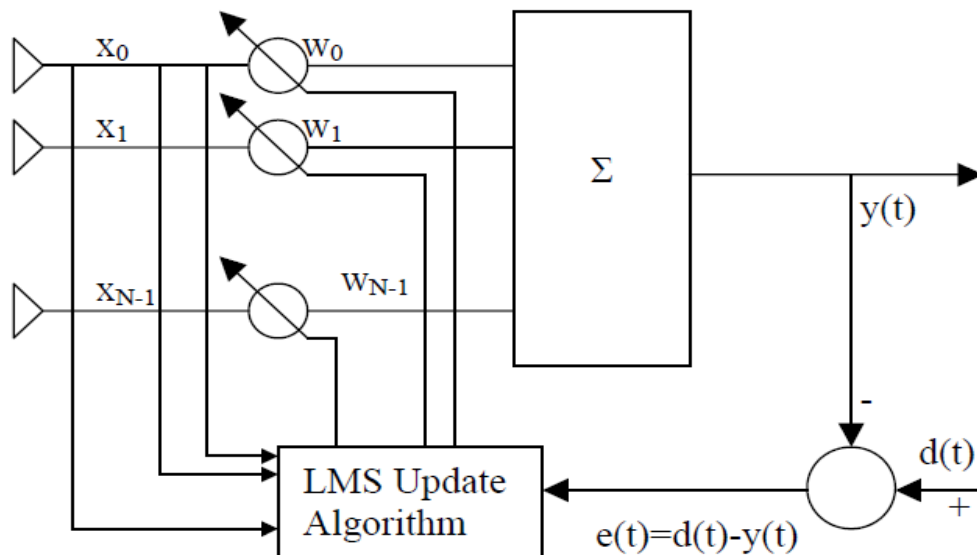 x₀
w₀
x₁
w₁
Σ
y(t)
xN-1
wN-1
-
d(t)
+
LMS Update
Algorithm
e(t)=d(t)-y(t)